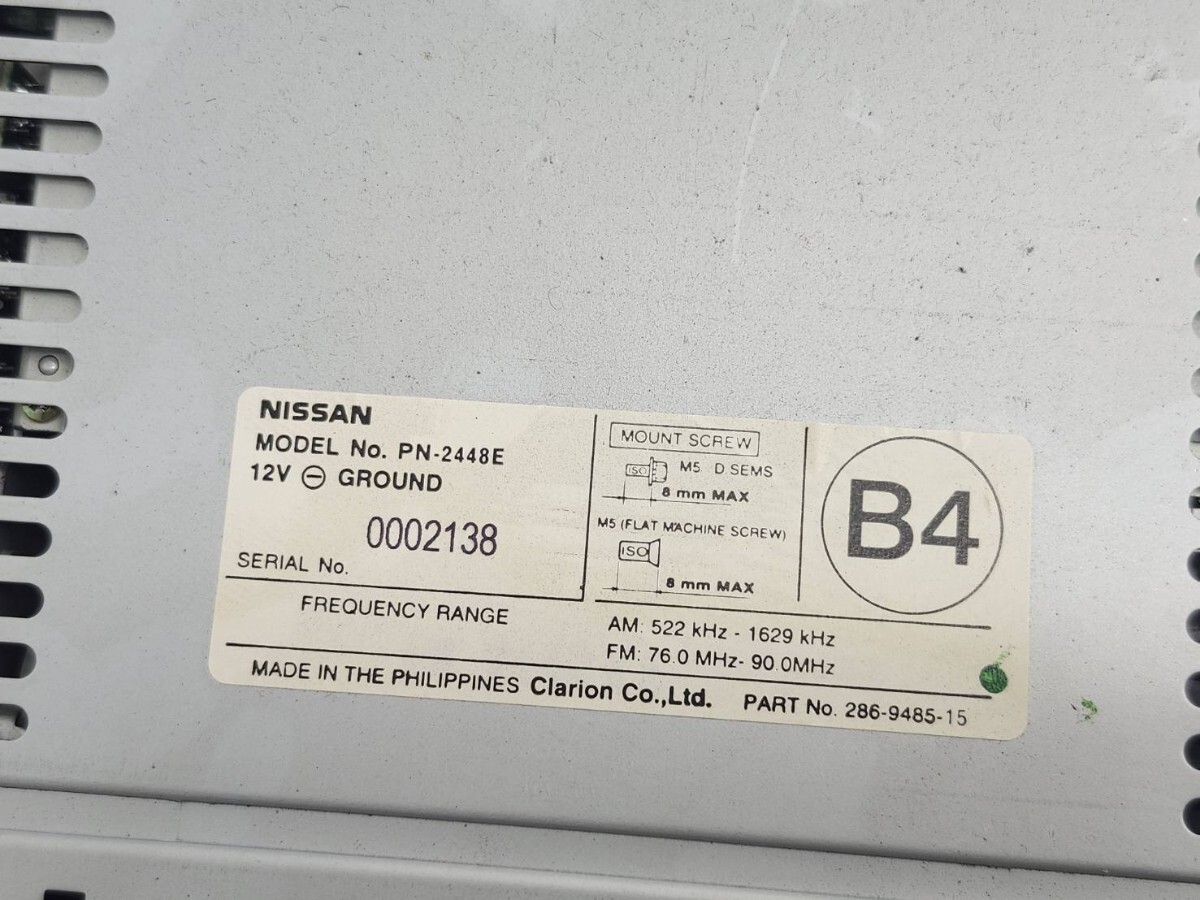 NISSAN
MODEL No. PN-2448E
12V ⊖ GROUND
0002138
SERIAL No.
MOUNT SCREW
ISO M5 D SEMS
8 mm MAX
M5 (FLAT MACHINE SCREW)
ISO
8 mm MAX
B4
FREQUENCY RANGE
AM: 522 kHz - 1629 kHz
FM: 76.0 MHz- 90.0MHz
MADE IN THE PHILIPPINES Clarion Co.,Ltd. PART No. 286-9485-15